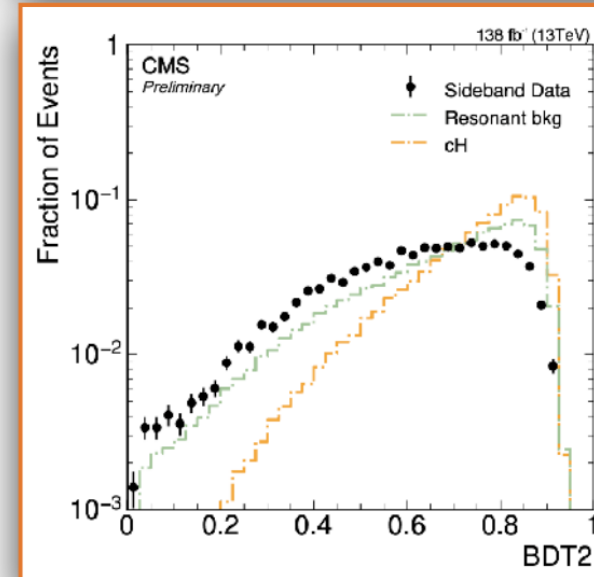 138 fb⁻ (13TeV)
CMS
Preliminary
Sideband Data
Resonant bkg
cH
Fraction of Events
1
10⁻¹
10⁻²
10⁻³
0 0.2 0.4 0.6 0.8 1
BDT2